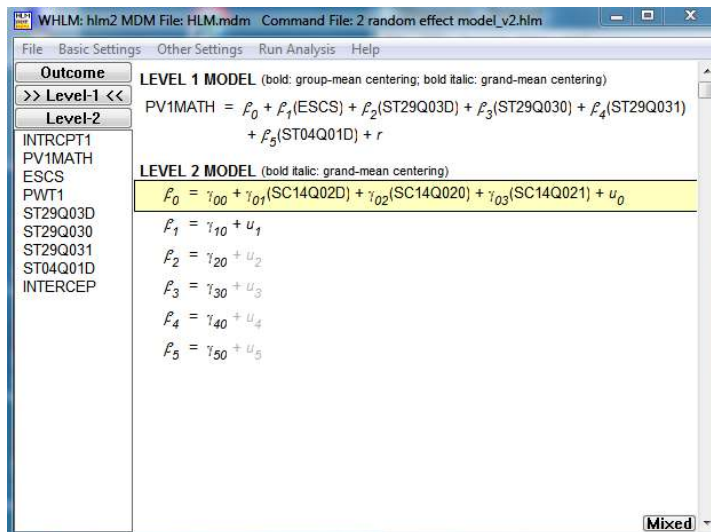 WHLM: hlm2 MDM File: HLM.mdm Command File: 2 random effect model_v2.hlm
File Basic Settings Other Settings Run Analysis Help
Outcome
>> Level-1 <<
Level-2
INTRCPT1
PV1MATH
ESCS
PWT1
ST29Q03D
ST29Q030
ST29Q031
ST04Q01D
INTERCEP
LEVEL 1 MODEL (bold: group-mean centering; bold italic: grand-mean centering)
PV1MATH = β0 + β1(ESCS) + β2(ST29Q03D) + β3(ST29Q030) + β4(ST29Q031)
+ β5(ST04Q01D) + r
LEVEL 2 MODEL (bold italic: grand-mean centering)
β0 = γ00 + γ01(SC14Q02D) + γ02(SC14Q020) + γ03(SC14Q021) + u0
β1 = γ10 + u1
β2 = γ20 + u2
β3 = γ30 + u3
β4 = γ40 + u4
β5 = γ50 + u5
Mixed